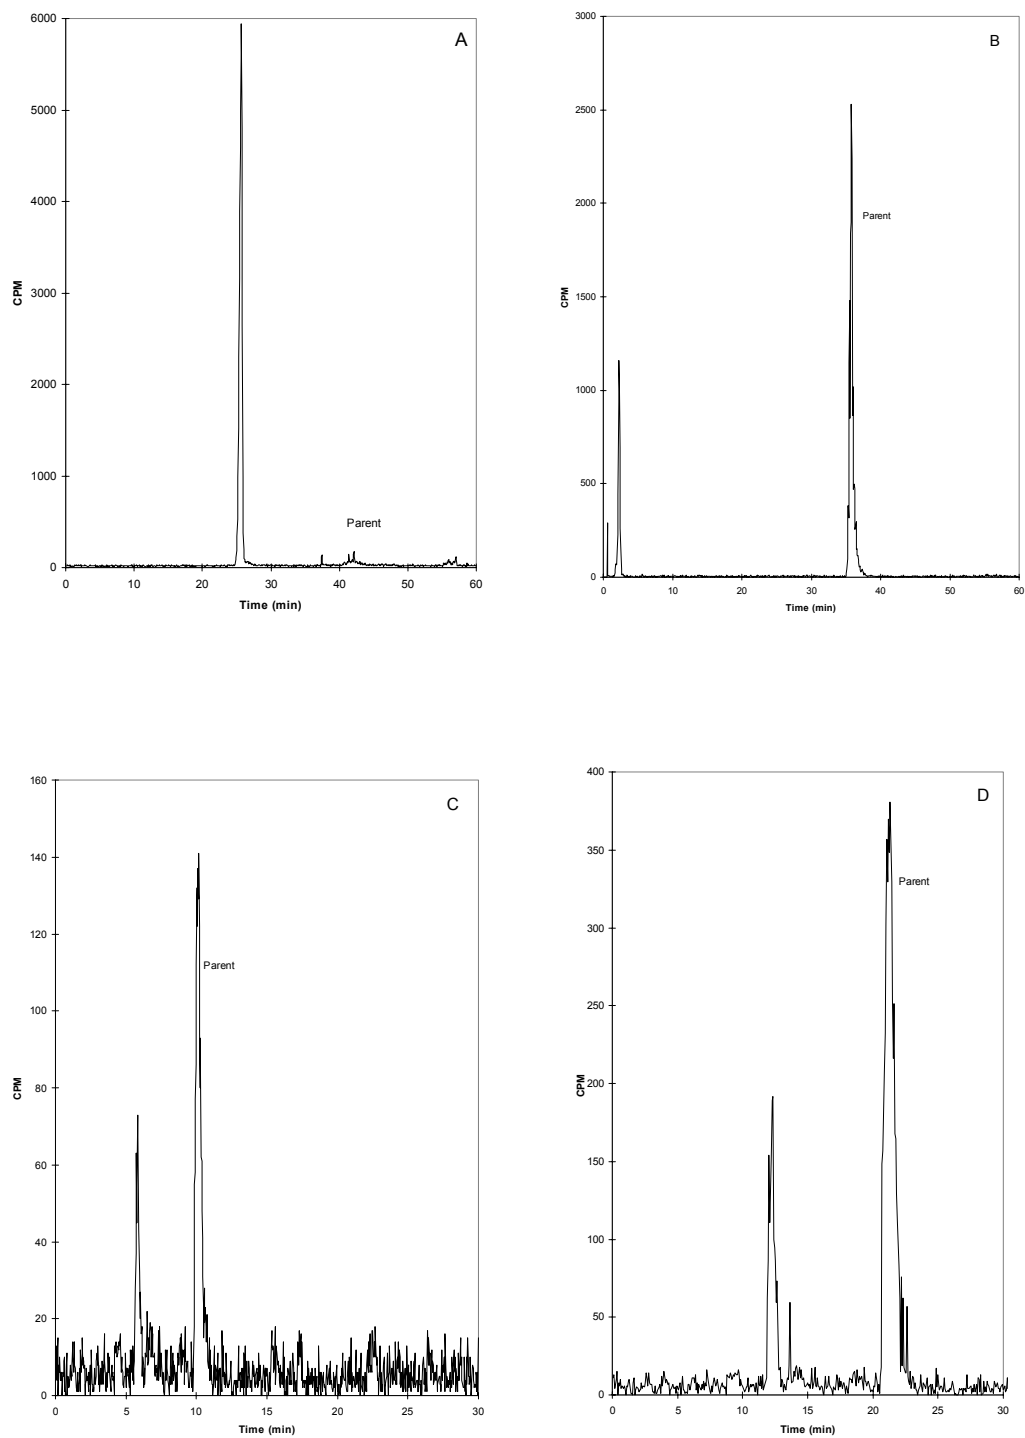 A
6000
5000
4000
3000
2000
1000
0
CPM
Parent
0 10 20 30 40 50 60
Time (min)
B
3000
2500
2000
1500
1000
500
0
CPM
Parent
0 10 20 30 40 50 60
Time (min)
C
160
140
120
100
80
60
40
20
0
CPM
Parent
0 5 10 15 20 25 30
Time (min)
D
400
350
300
250
200
150
100
50
0
CPM
Parent
0 5 10 15 20 25 30
Time (min)